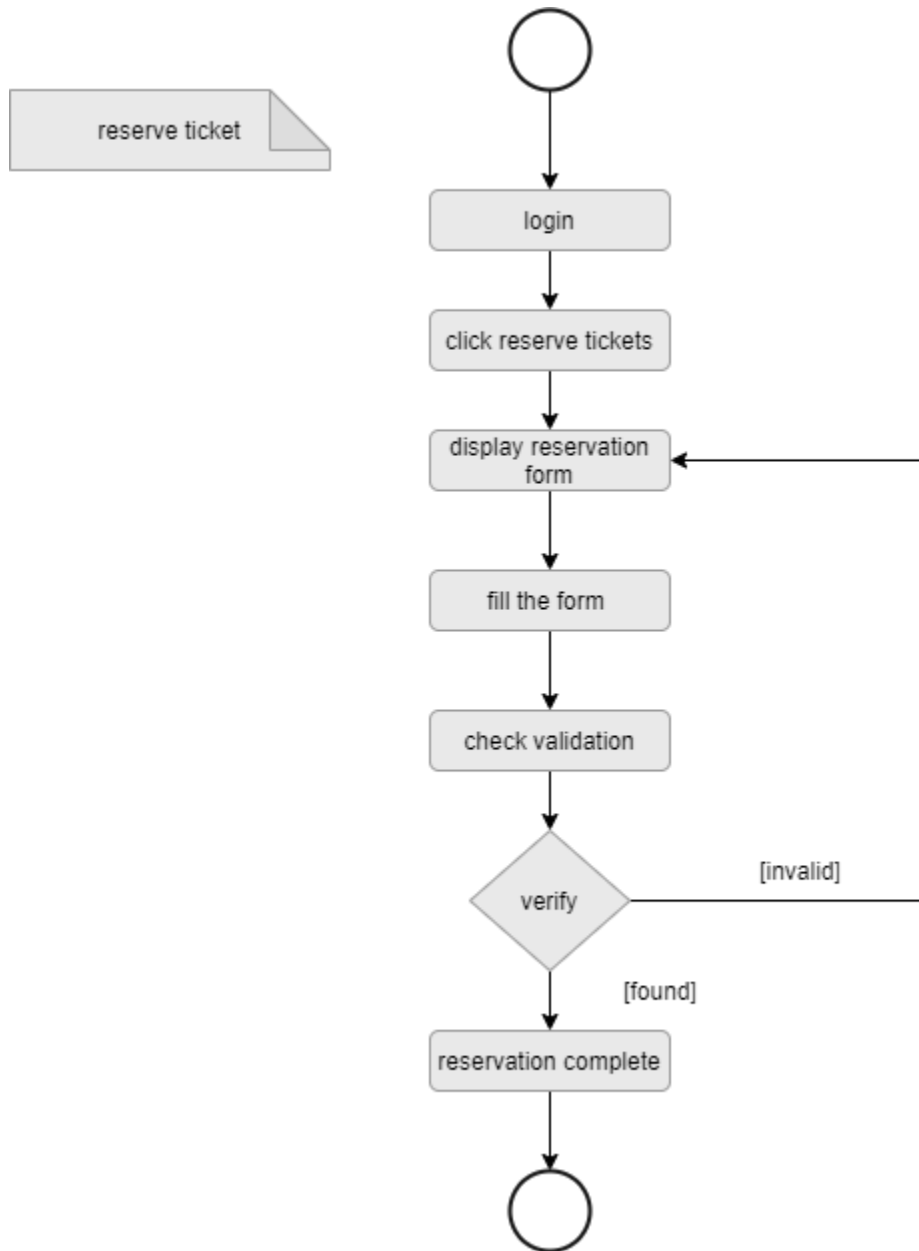 reserve ticket
login
click reserve tickets
display reservation
form
fill the form
check validation
verify
[invalid]
[found]
reservation complete